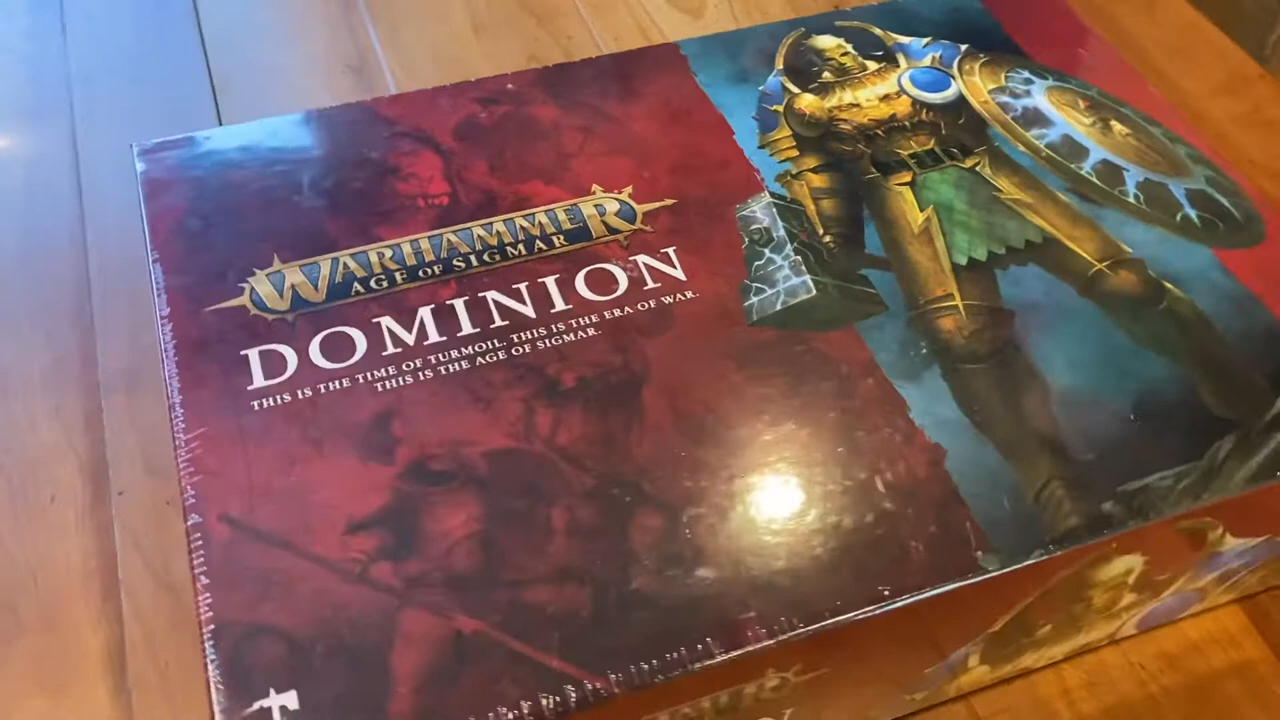 WARHAMMER
AGE OF SIGMAR
DOMINION
THIS IS THE TIME OF TURMOIL. THIS IS THE ERA OF WAR.
THIS IS THE AGE OF SIGMAR.